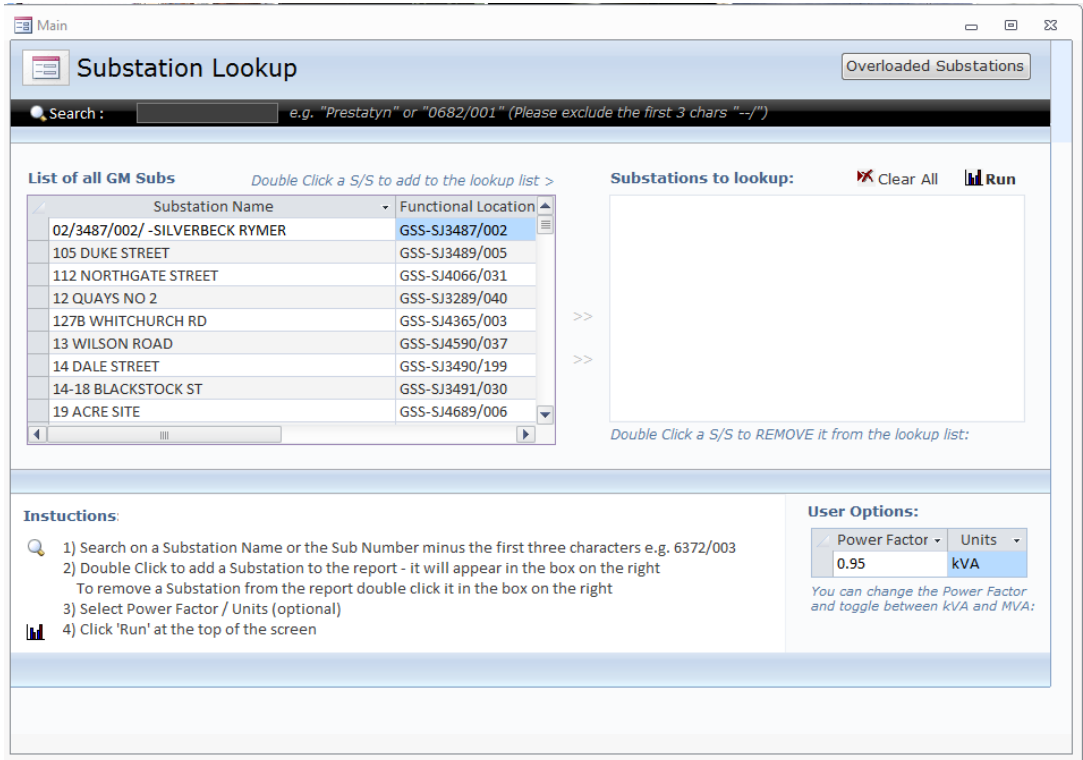 Main
Substation Lookup
Overloaded Substations
Search :
e.g. "Prestatyn" or "0682/001" (Please exclude the first 3 chars "--/")
List of all GM Subs
Double Click a S/S to add to the lookup list >
Substation Name Functional Location
02/3487/002/ -SILVERBECK RYMER GSS-SJ3487/002
105 DUKE STREET GSS-SJ3489/005
112 NORTHGATE STREET GSS-SJ4066/031
12 QUAYS NO 2 GSS-SJ3289/040
127B WHITCHURCH RD GSS-SJ4365/003
13 WILSON ROAD GSS-SJ4590/037
14 DALE STREET GSS-SJ3490/199
14-18 BLACKSTOCK ST GSS-SJ3491/030
19 ACRE SITE GSS-SJ4689/006
>>
>>
Substations to lookup:
Clear All
Run
Double Click a S/S to REMOVE it from the lookup list:
Instuctions:
1) Search on a Substation Name or the Sub Number minus the first three characters e.g. 6372/003
2) Double Click to add a Substation to the report - it will appear in the box on the right
To remove a Substation from the report double click it in the box on the right
3) Select Power Factor / Units (optional)
4) Click 'Run' at the top of the screen
User Options:
Power Factor Units
0.95 kVA
You can change the Power Factor
and toggle between kVA and MVA: